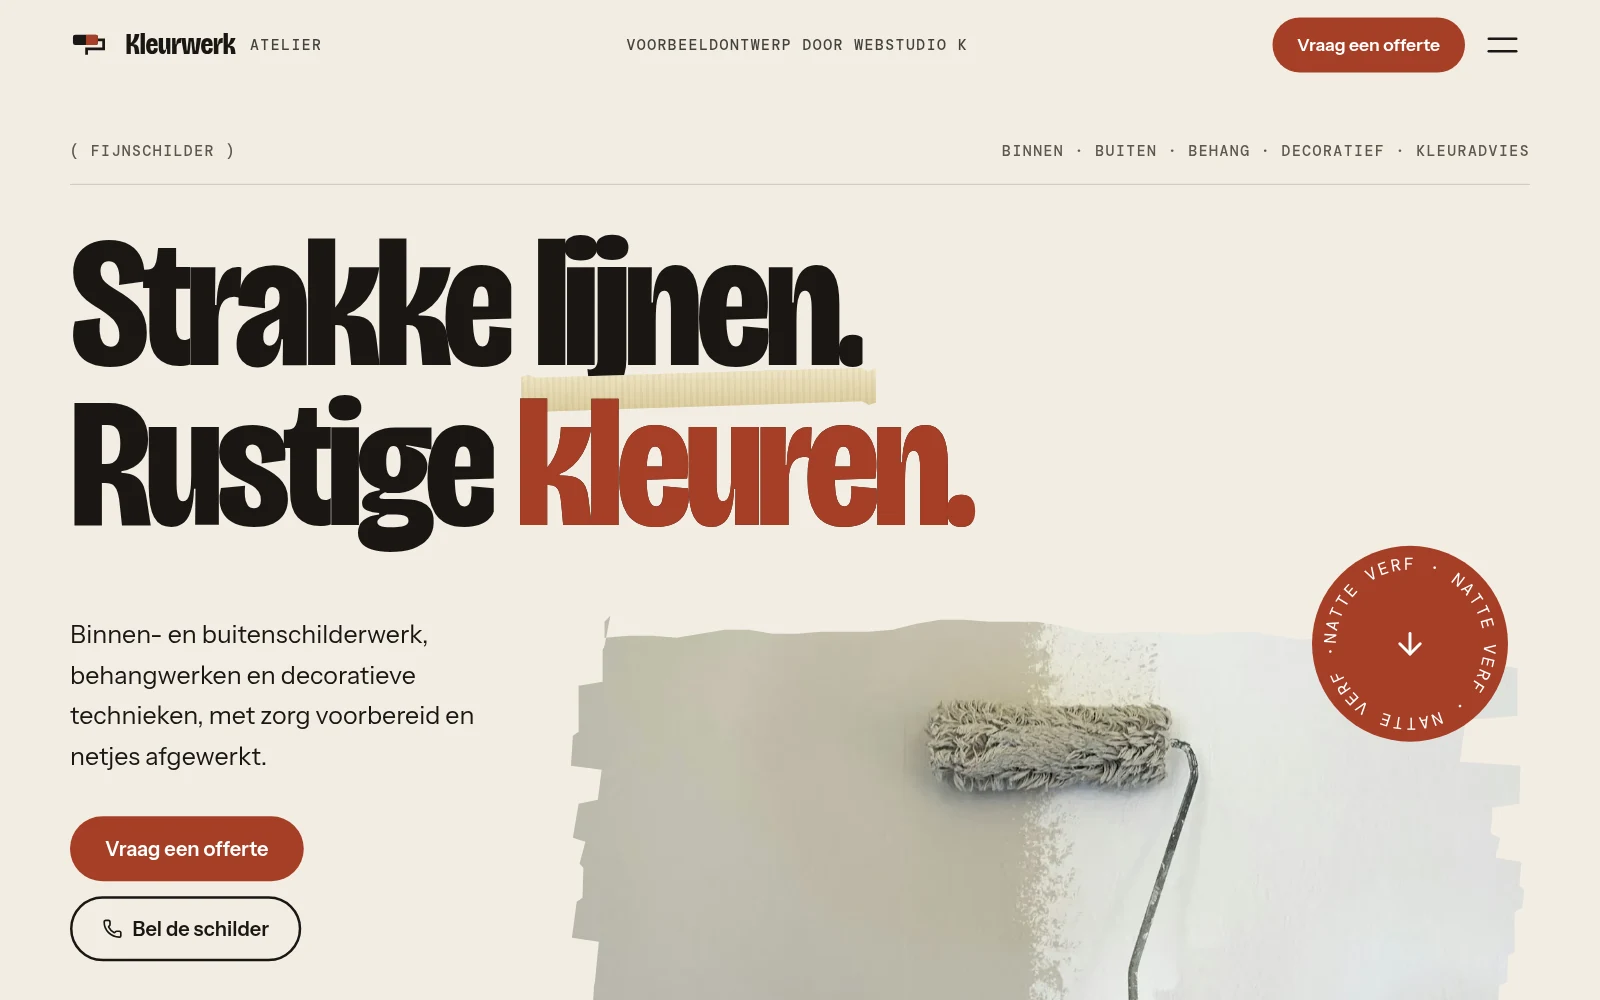 Kleurwerk ATELIER
VOORBEELDONTWERP DOOR WEBSTUDIO K
Vraag een offerte
( FIJNSCHILDER )
BINNEN · BUITEN · BEHANG · DECORATIEF · KLEURADVIES
Strakke lijnen.
Rustige kleuren.
NATTE VERF · NATTE VERF · NATTE VERF ·
Binnen- en buitenschilderwerk,
behangwerken en decoratieve
technieken, met zorg voorbereid en
netjes afgewerkt.
Vraag een offerte
Bel de schilder